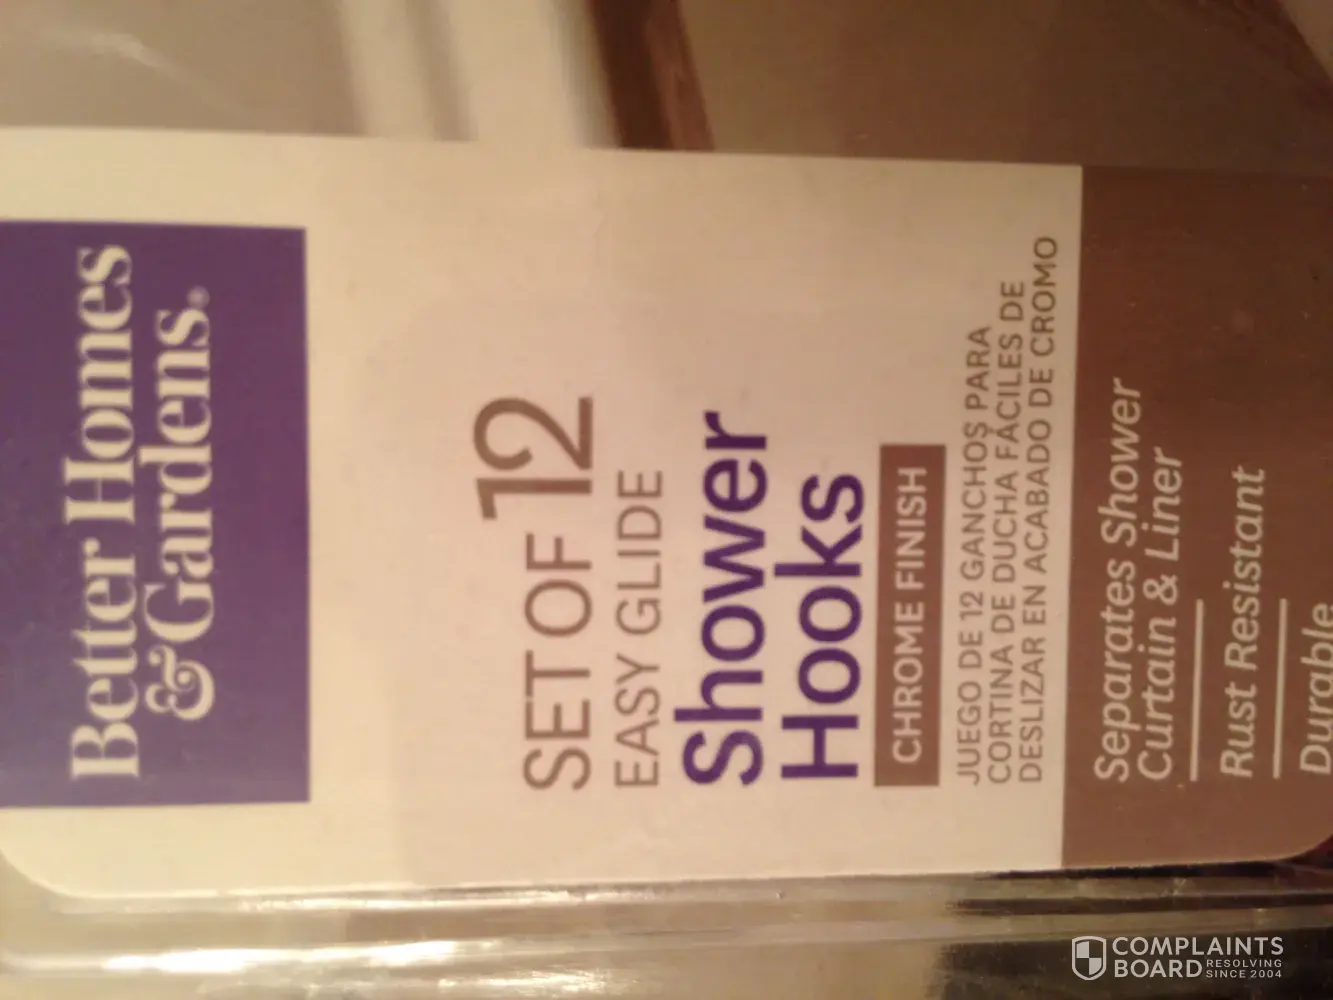 Better Homes
& Gardens®
SET OF 12
EASY GLIDE
Shower
Hooks
CHROME FINISH
JUEGO DE 12 GANCHOS PARA
CORTINA DE DUCHA FÁCILES DE
DESLIZAR EN ACABADO DE CROMO
Separates Shower
Curtain & Liner
Rust Resistant
Durable
COMPLAINTS
BOARD RESOLVING
SINCE 2004